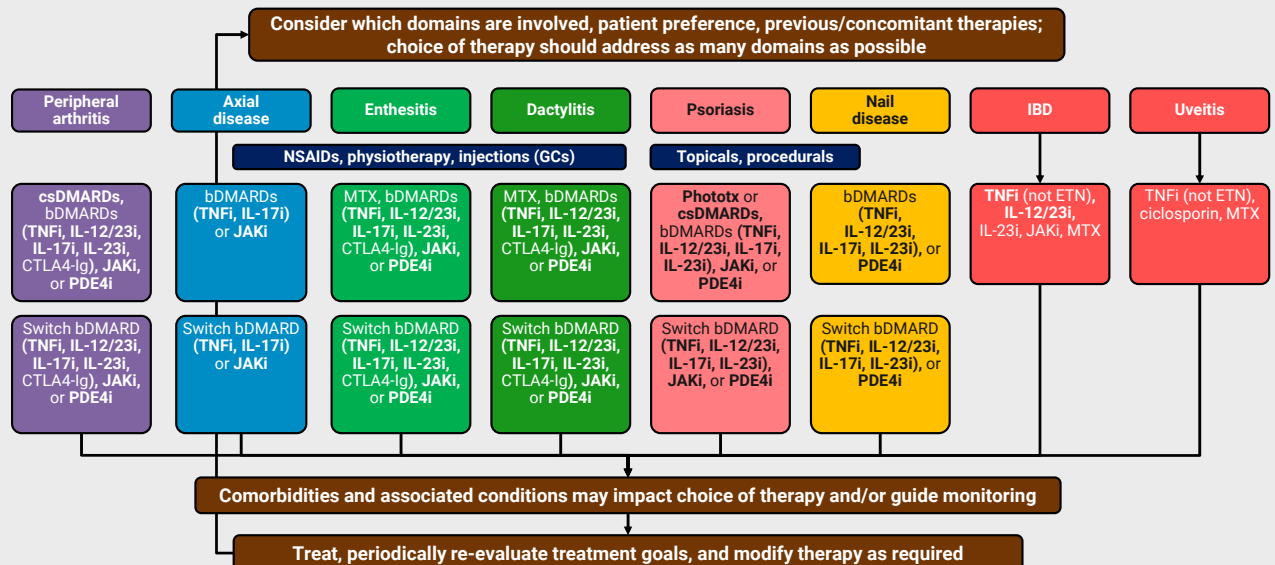 Consider which domains are involved, patient preference, previous/concomitant therapies;
choice of therapy should address as many domains as possible
Peripheral
arthritis
Axial
disease
Enthesitis
Dactylitis
Psoriasis
Nail
disease
IBD
Uveitis
NSAIDs, physiotherapy, injections (GCs)
Topicals, procedurals
csDMARDs,
bDMARDs
(TNFi, IL-12/23i,
IL-17i, IL-23i,
CTLA4-Ig), JAKi,
or PDE4i
bDMARDs
(TNFi, IL-17i)
or JAKi
MTX, bDMARDs
(TNFi, IL-12/23i,
IL-17i, IL-23i,
CTLA4-Ig), JAKi,
or PDE4i
MTX, bDMARDs
(TNFi, IL-12/23i,
IL-17i, IL-23i,
CTLA4-Ig), JAKi,
or PDE4i
Phototx or
csDMARDs,
bDMARDs (TNFi,
IL-12/23i, IL-17i,
IL-23i), JAKi, or
PDE4i
bDMARDs
(TNFi,
IL-12/23i,
IL-17i, IL-23i), or
PDE4i
TNFi (not ETN),
IL-12/23i,
IL-23i, JAKi, MTX
TNFi (not ETN),
ciclosporin, MTX
Switch bDMARD
(TNFi, IL-12/23i,
IL-17i, IL-23i,
CTLA4-Ig), JAKi,
or PDE4i
Switch bDMARD
(TNFi, IL-17i)
or JAKi
Switch bDMARD
(TNFi, IL-12/23i,
IL-17i, IL-23i,
CTLA4-Ig), JAKi,
or PDE4i
Switch bDMARD
(TNFi, IL-12/23i,
IL-17i, IL-23i,
CTLA4-Ig), JAKi,
or PDE4i
Switch bDMARD
(TNFi, IL-12/23i,
IL-17i, IL-23i),
JAKi, or PDE4i
Switch bDMARD
(TNFi, IL-12/23i,
IL-17i, IL-23i), or
PDE4i
Comorbidities and associated conditions may impact choice of therapy and/or guide monitoring
Treat, periodically re-evaluate treatment goals, and modify therapy as required